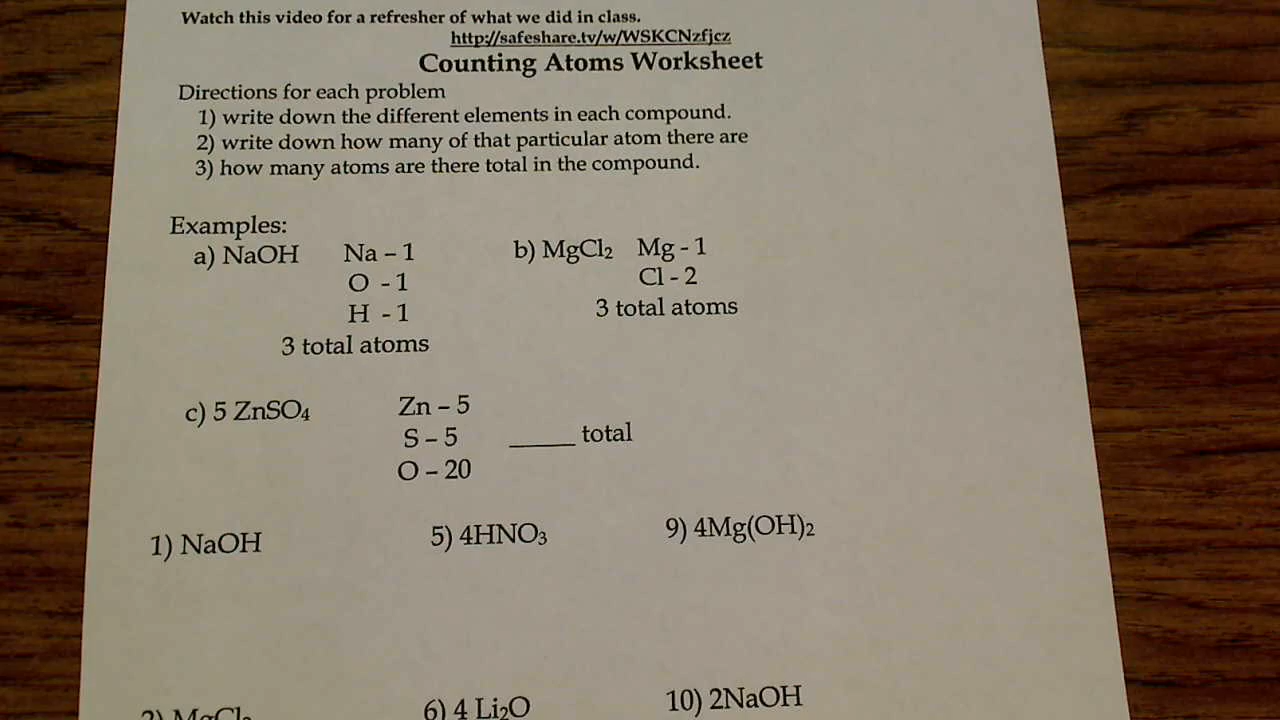 Watch this video for a refresher of what we did in class.
http://safeshare.tv/w/WSKCNzfjcz
Counting Atoms Worksheet
Directions for each problem
1) write down the different elements in each compound.
2) write down how many of that particular atom there are
3) how many atoms are there total in the compound.
Examples:
a) NaOH Na – 1 b) MgCl₂ Mg - 1
O - 1 Cl - 2
H - 1 3 total atoms
3 total atoms
c) 5 ZnSO₄ Zn – 5
S – 5 _____ total
O – 20
1) NaOH 5) 4HNO₃ 9) 4Mg(OH)₂
2) MgCl₂ 6) 4 Li₂O 10) 2NaOH